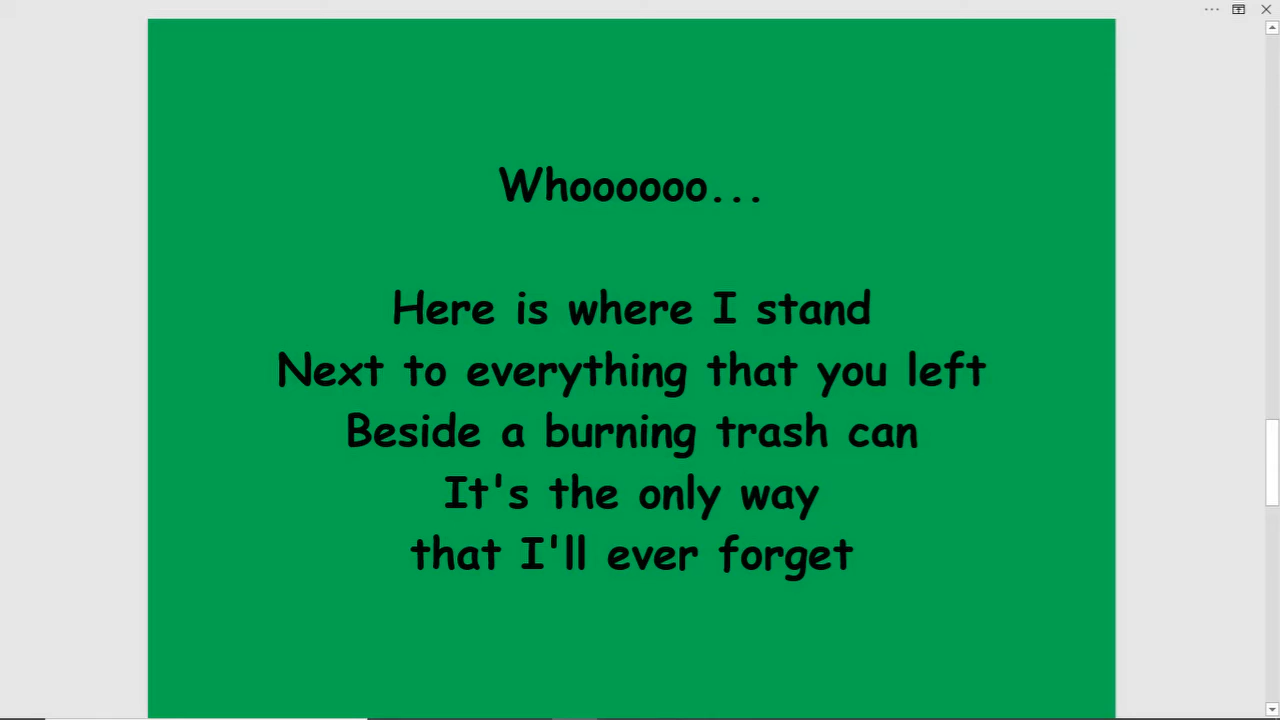 Whoooooo...
Here is where I stand
Next to everything that you left
Beside a burning trash can
It's the only way
that I'll ever forget